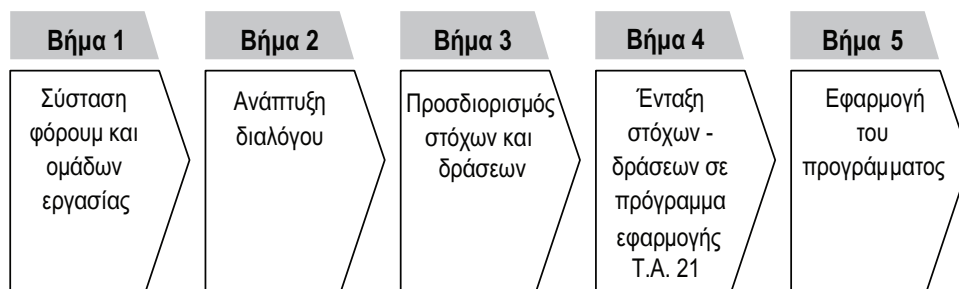 Βήμα 1
Σύσταση
φόρουμ και
ομάδων
εργασίας
Βήμα 2
Ανάπτυξη
διαλόγου
Βήμα 3
Προσδιορισμός
στόχων και
δράσεων
Βήμα 4
Ένταξη
στόχων -
δράσεων σε
πρόγραμμα
εφαρμογής
Τ.Α. 21
Βήμα 5
Εφαρμογή
του
προγράμματος